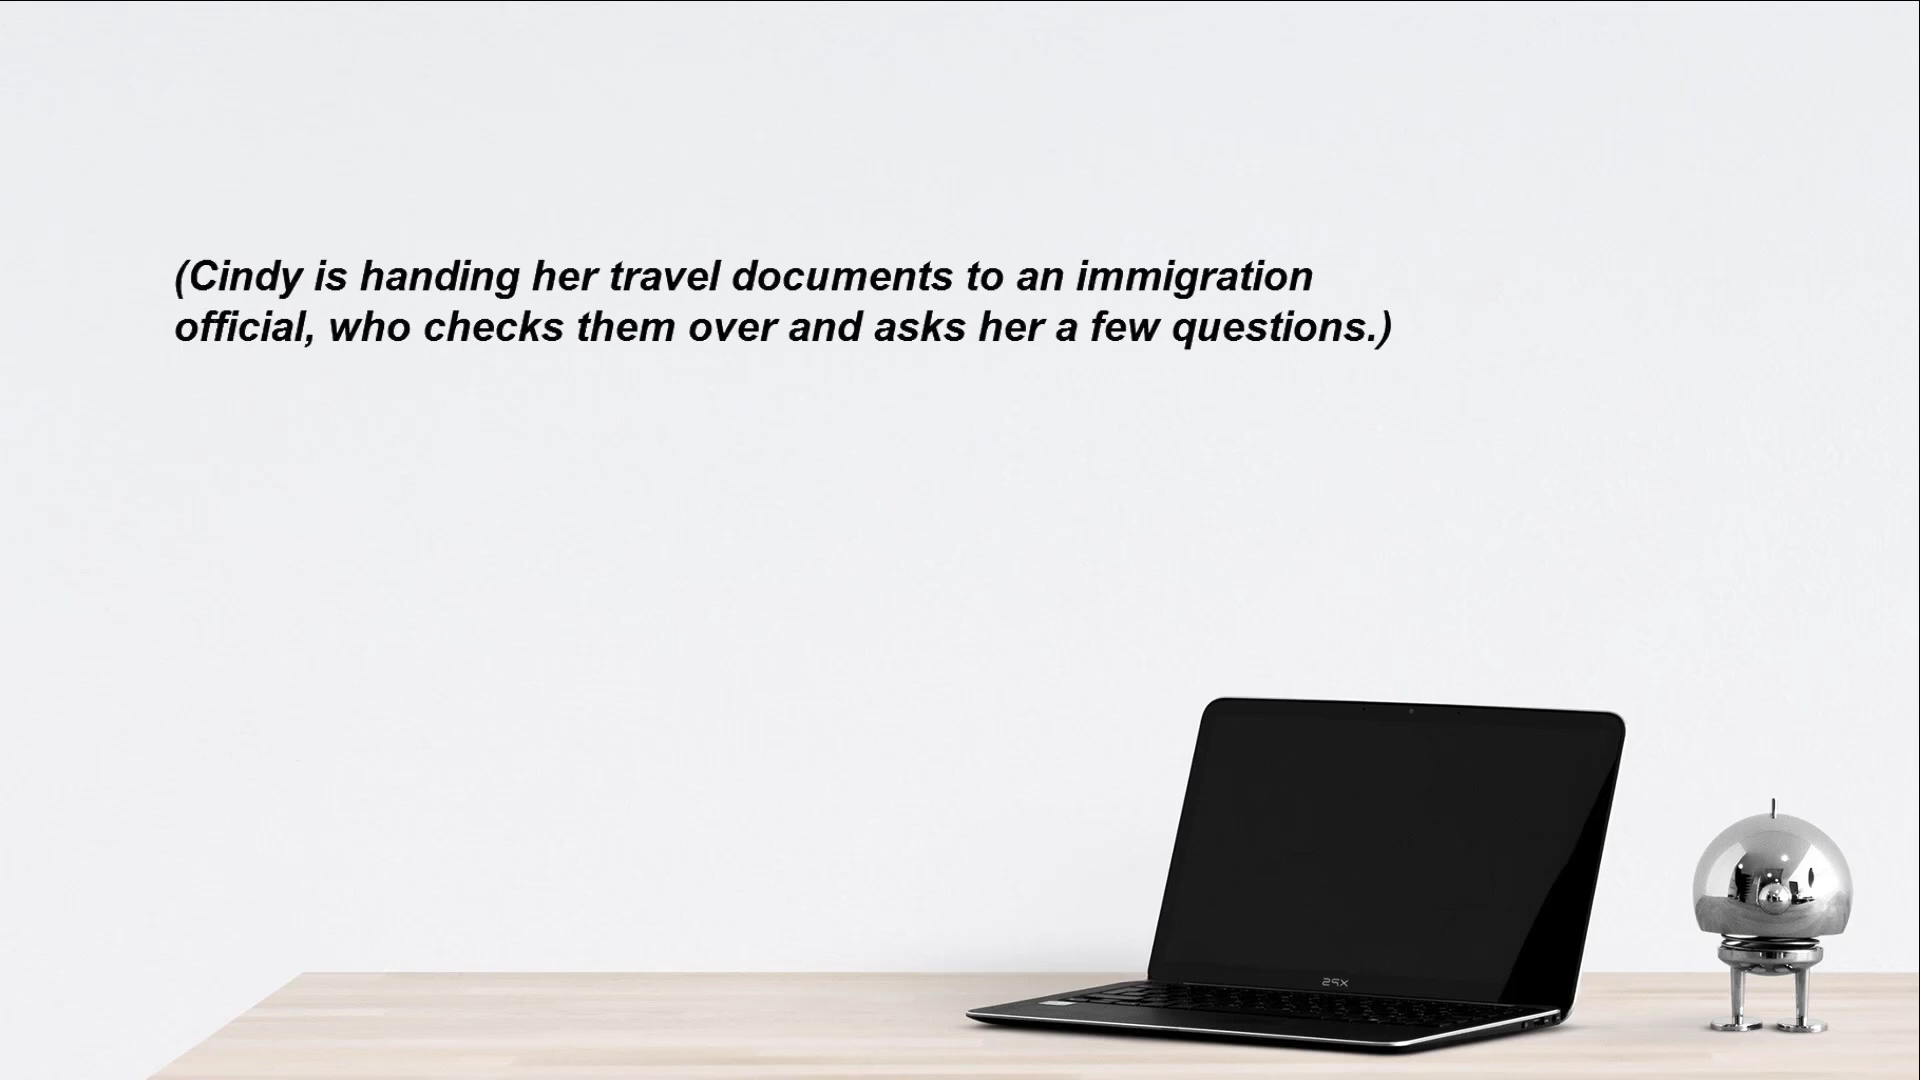 (Cindy is handing her travel documents to an immigration
official, who checks them over and asks her a few questions.)
XPS